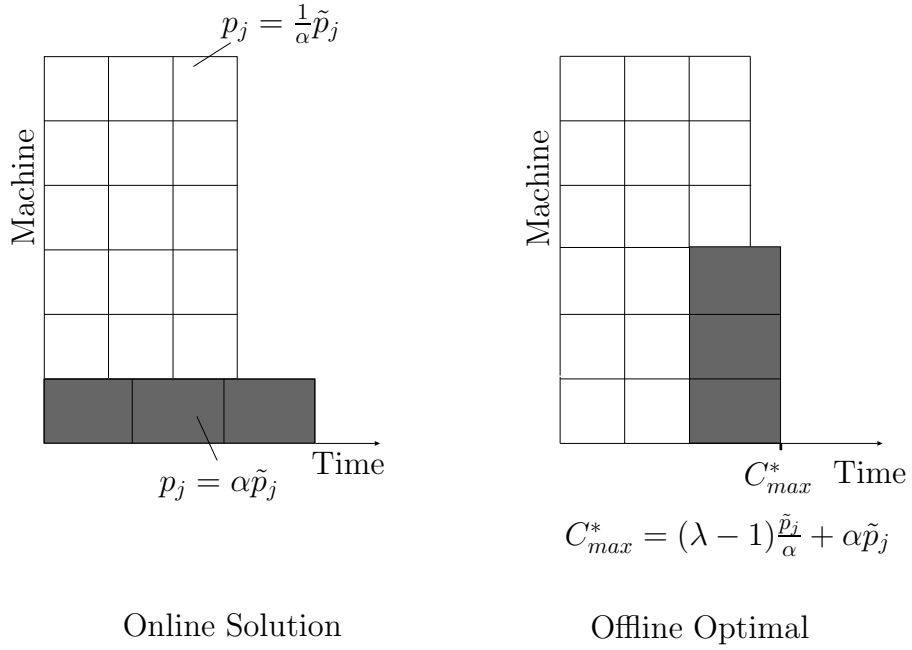 p_j = \frac{1}{\alpha} \tilde{p}_j
Machine
Time
p_j = \alpha \tilde{p}_j
Online Solution
Machine
C^*_{max}
Time
C^*_{max} = (\lambda - 1) \frac{\tilde{p}_j}{\alpha} + \alpha \tilde{p}_j
Offline Optimal